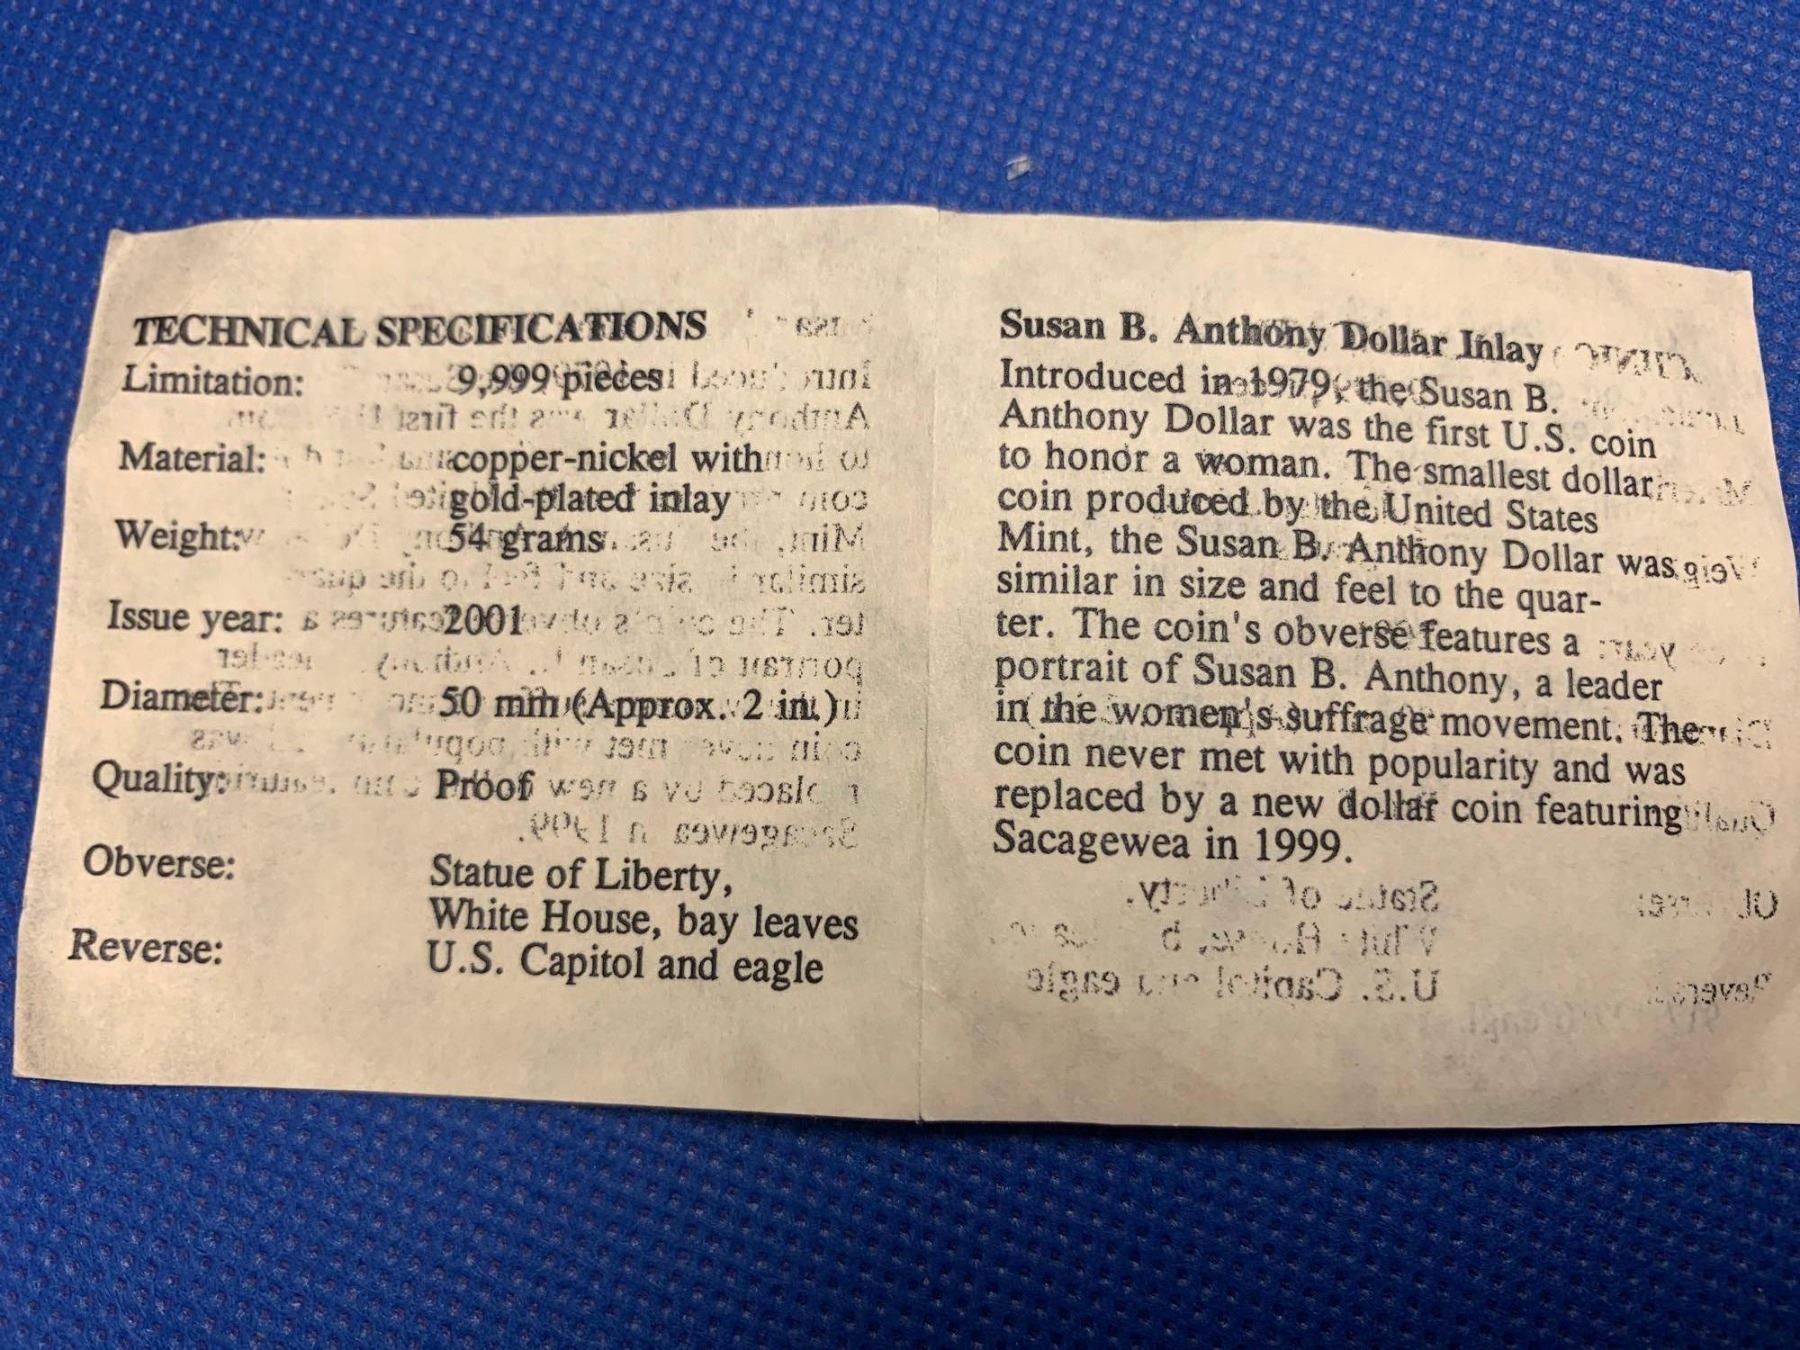 TECHNICAL SPECIFICATIONS
Limitation: 9,999 pieces
Material: copper-nickel with
gold-plated inlay
Weight: 54 grams
Issue year: 2001
Diameter: 50 mm (Approx. 2 in.)
Quality: Proof
Obverse: Statue of Liberty,
White House, bay leaves
Reverse: U.S. Capitol and eagle
Susan B. Anthony Dollar Inlay
Introduced in 1979, the Susan B.
Anthony Dollar was the first U.S. coin
to honor a woman. The smallest dollar
coin produced by the United States
Mint, the Susan B. Anthony Dollar was
similar in size and feel to the quar-
ter. The coin's obverse features a
portrait of Susan B. Anthony, a leader
in the women's suffrage movement. The
coin never met with popularity and was
replaced by a new dollar coin featuring
Sacagewea in 1999.